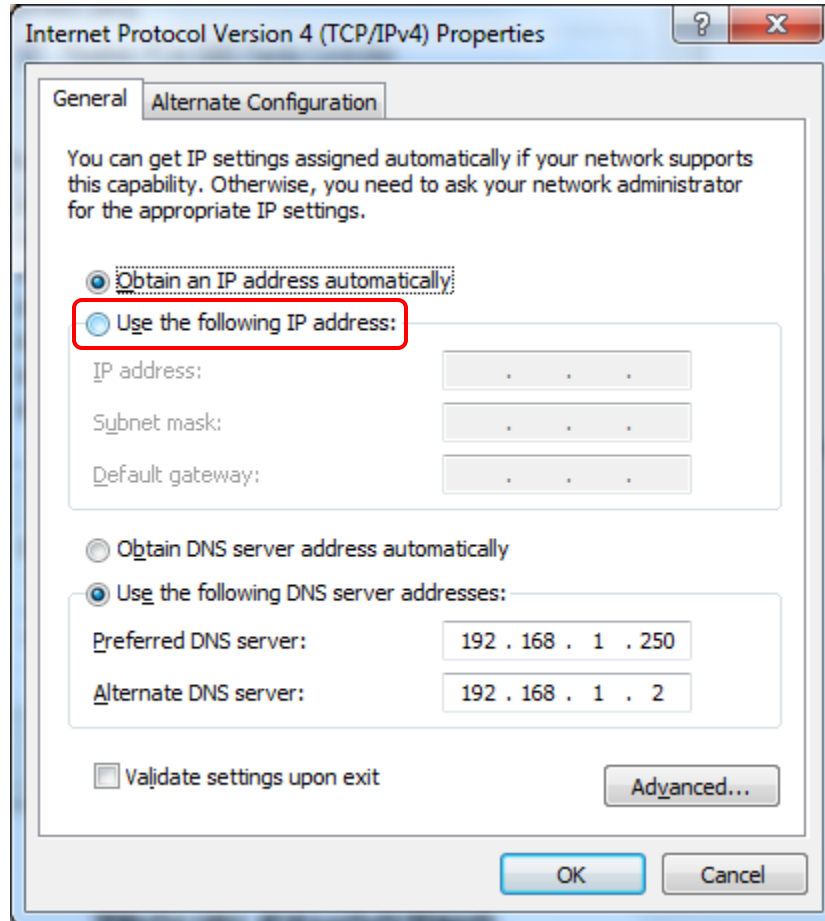 Internet Protocol Version 4 (TCP/IPv4) Properties
General
Alternate Configuration
You can get IP settings assigned automatically if your network supports
this capability. Otherwise, you need to ask your network administrator
for the appropriate IP settings.
Obtain an IP address automatically
Use the following IP address:
IP address: . . .
Subnet mask: . . .
Default gateway: . . .
Obtain DNS server address automatically
Use the following DNS server addresses:
Preferred DNS server: 192 . 168 . 1 . 250
Alternate DNS server: 192 . 168 . 1 . 2
Validate settings upon exit
Advanced...
OK
Cancel